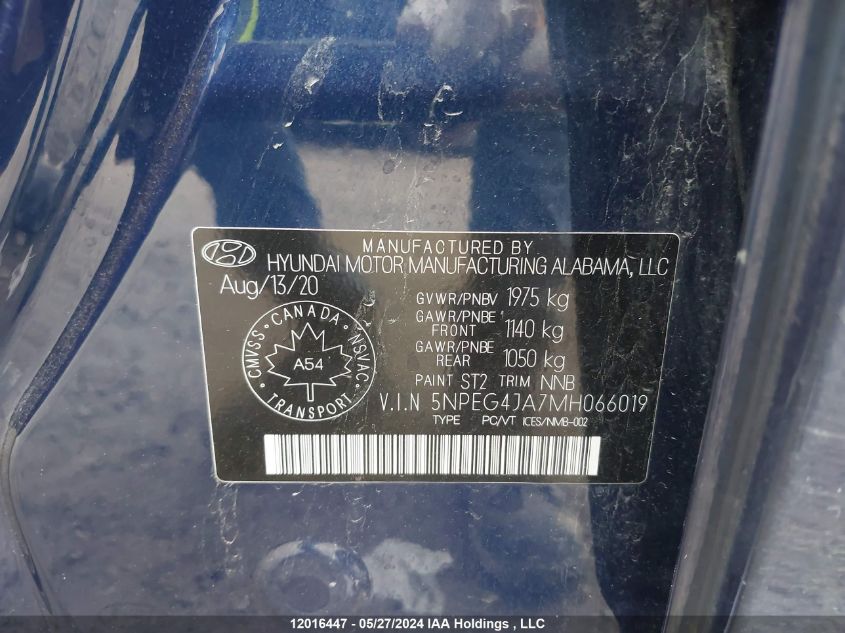 MANUFACTURED BY
HYUNDAI MOTOR MANUFACTURING ALABAMA, LLC
Aug/13/20
GVWR/PNBV 1975 kg
GAWR/PNBE FRONT 1140 kg
GAWR/PNBE REAR 1050 kg
PAINT ST2 TRIM NNB
V.I.N 5NPEG4JA7MH066019
TYPE PC/VT ICES/NMB-002
CMVSS • CANADA • NSVAC • TRANSPORT •
A54
12016447 - 05/27/2024 IAA Holdings , LLC